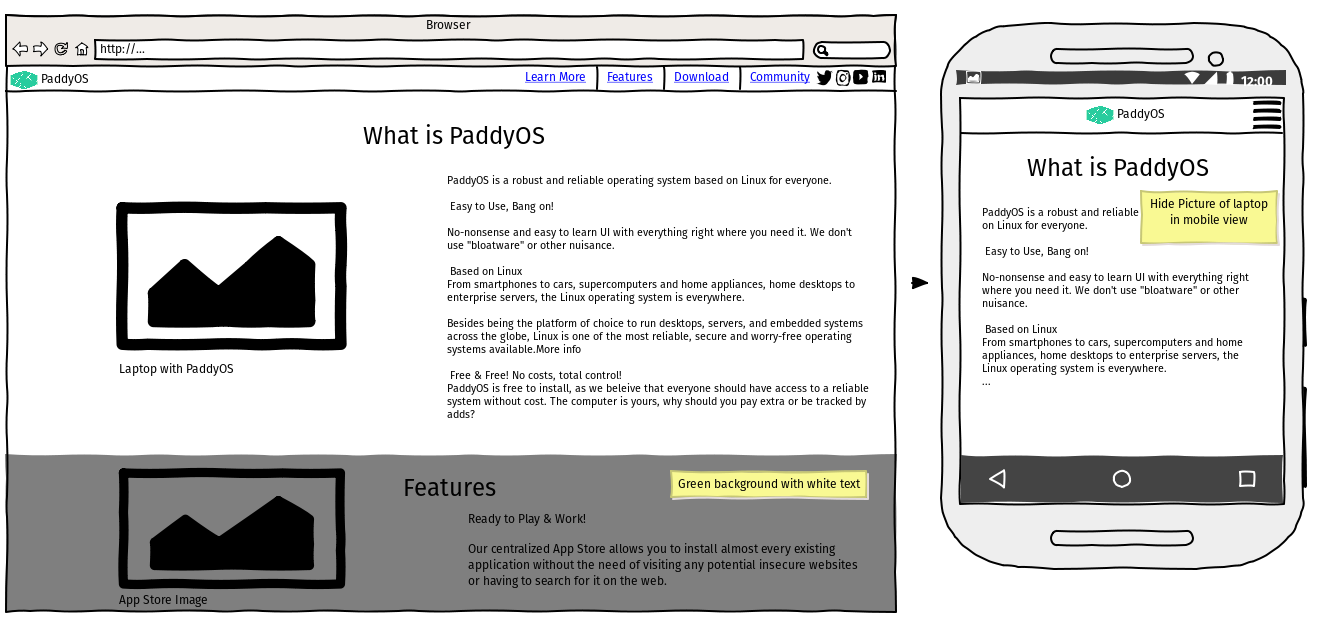 Browser
http://...
PaddyOS
Learn More
Features
Download
Community
What is PaddyOS
PaddyOS is a robust and reliable operating system based on Linux for everyone.
Easy to Use, Bang on!
No-nonsense and easy to learn UI with everything right where you need it. We don't
use "bloatware" or other nuisance.
Based on Linux
From smartphones to cars, supercomputers and home appliances, home desktops to
enterprise servers, the Linux operating system is everywhere.
Besides being the platform of choice to run desktops, servers, and embedded systems
across the globe, Linux is one of the most reliable, secure and worry-free operating
systems available.More info
Free & Free! No costs, total control!
PaddyOS is free to install, as we beleive that everyone should have access to a reliable
system without cost. The computer is yours, why should you pay extra or be tracked by
adds?
Laptop with PaddyOS
Features
Green background with white text
Ready to Play & Work!
Our centralized App Store allows you to install almost every existing
application without the need of visiting any potential insecure websites
or having to search for it on the web.
App Store Image
12:00
PaddyOS
What is PaddyOS
Hide Picture of laptop
in mobile view
PaddyOS is a robust and reliable
on Linux for everyone.
Easy to Use, Bang on!
No-nonsense and easy to learn UI with everything right
where you need it. We don't use "bloatware" or other
nuisance.
Based on Linux
From smartphones to cars, supercomputers and home
appliances, home desktops to enterprise servers, the
Linux operating system is everywhere.
...